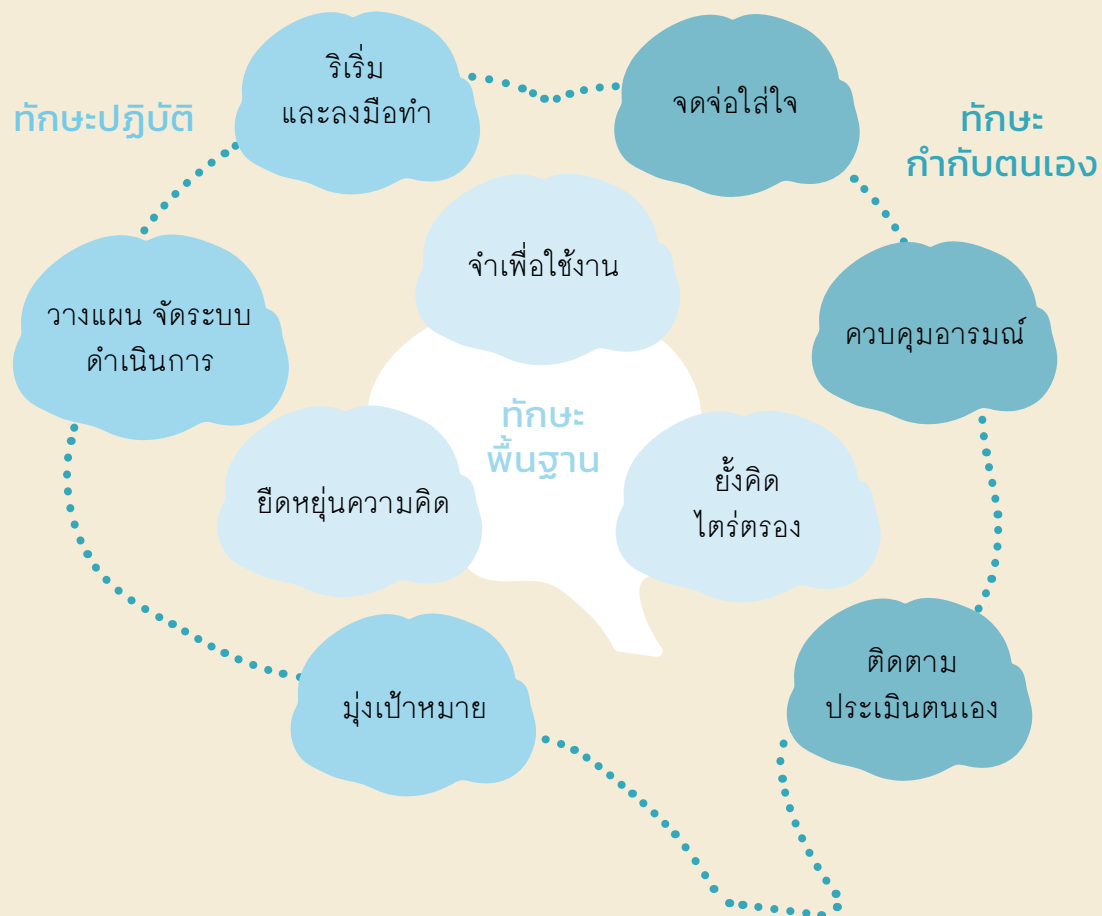 ริเริ่ม
และลงมือทำ
จดจ่อใส่ใจ
ทักษะปฏิบัติ
ทักษะ
กำกับตนเอง
จำเพื่อใช้งาน
วางแผน จัดระบบ
ดำเนินการ
ควบคุมอารมณ์
ทักษะ
พื้นฐาน
ยืดหยุ่นความคิด
ยั้งคิด
ไตร่ตรอง
มุ่งเป้าหมาย
ติดตาม
ประเมินตนเอง